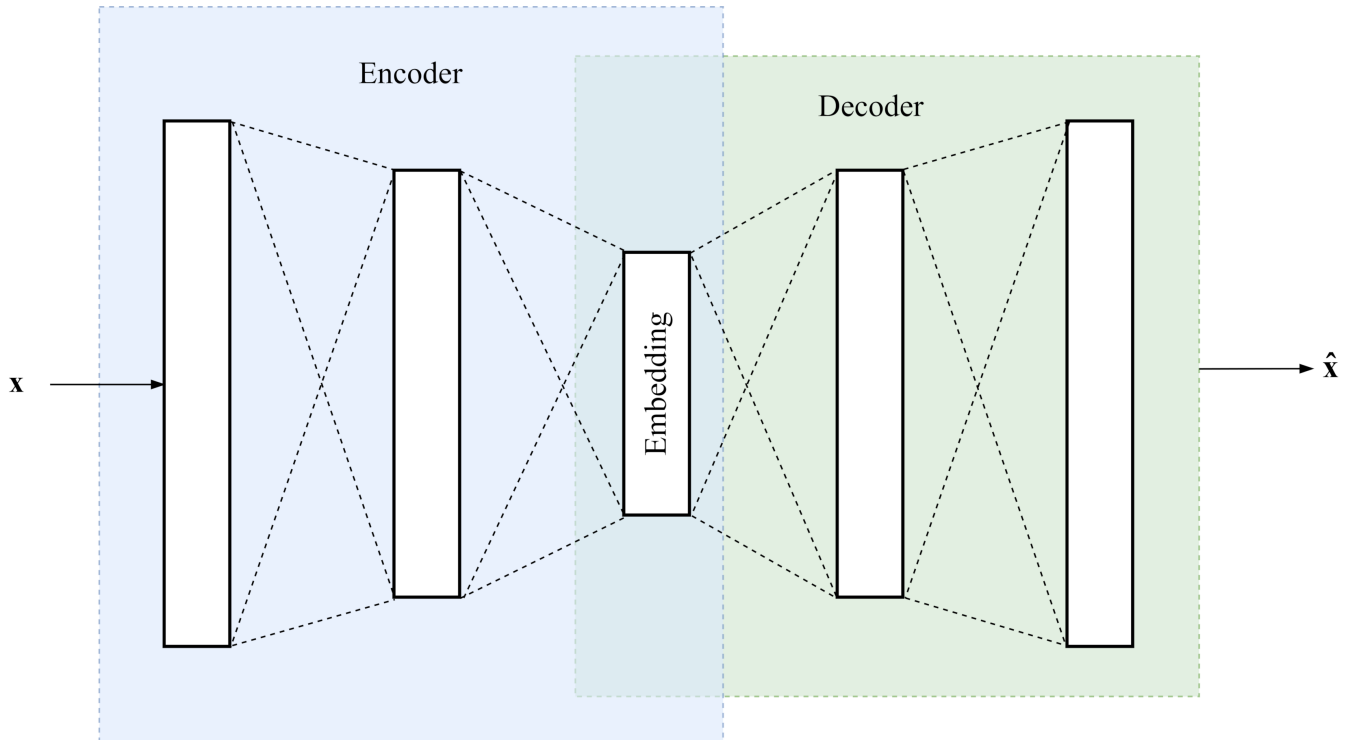 Encoder
Decoder
x
Embedding
x̂